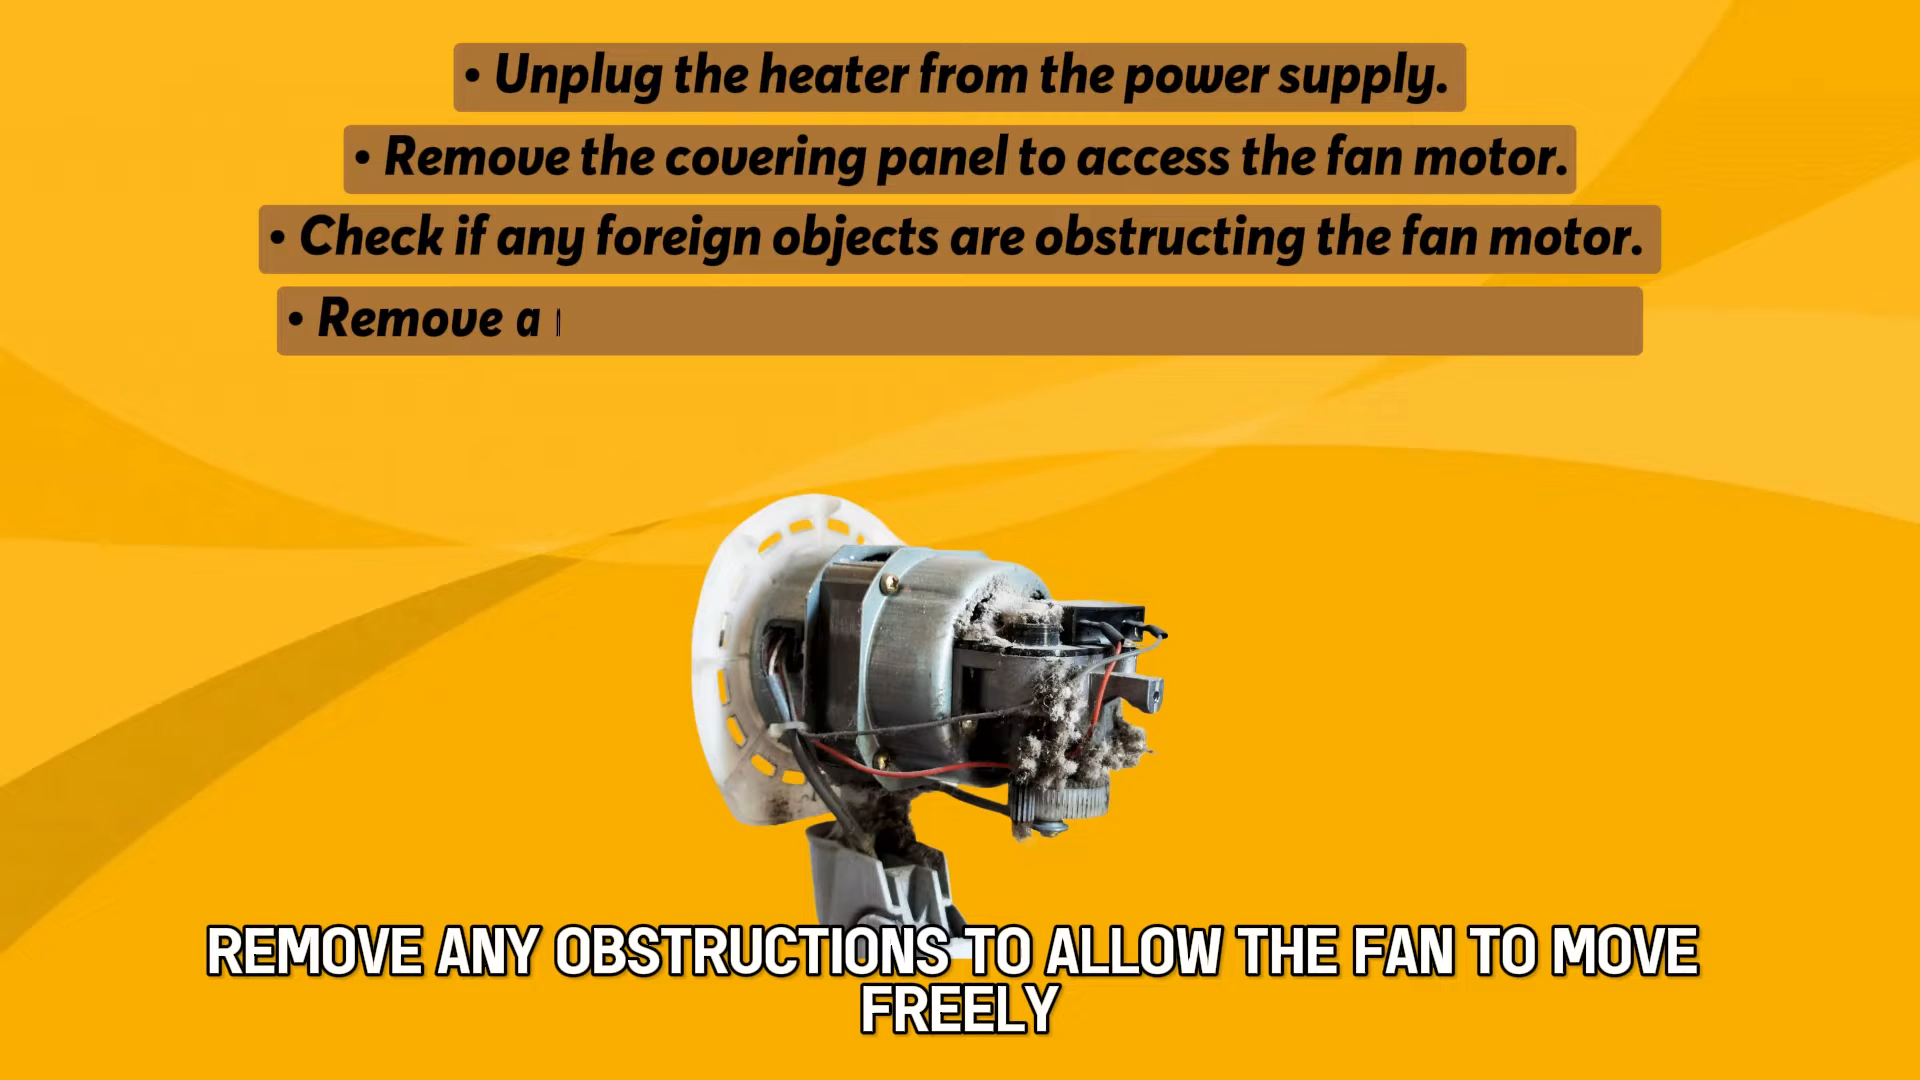 • Unplug the heater from the power supply.
• Remove the covering panel to access the fan motor.
• Check if any foreign objects are obstructing the fan motor.
• Remove a
REMOVE ANY OBSTRUCTIONS TO ALLOW THE FAN TO MOVE
FREELY